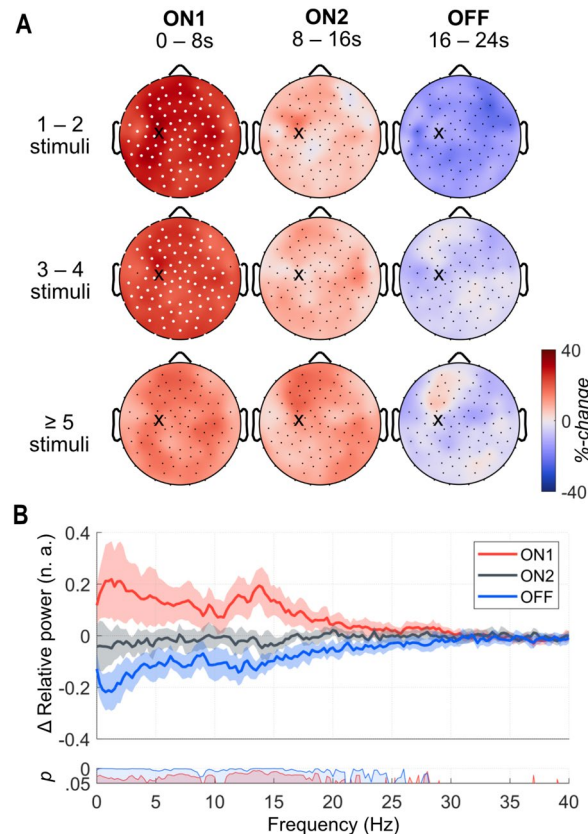 A
ON1
0 – 8s
ON2
8 – 16s
OFF
16 – 24s
1 – 2
stimuli
X
X
X
3 – 4
stimuli
X
X
X
≥ 5
stimuli
X
X
X
40
0
-40
%-change
B
Δ Relative power (n. a.)
0.4
0.2
0
-0.2
-0.4
ON1
ON2
OFF
p
0
.05
0
5
10
15
20
25
30
35
40
Frequency (Hz)